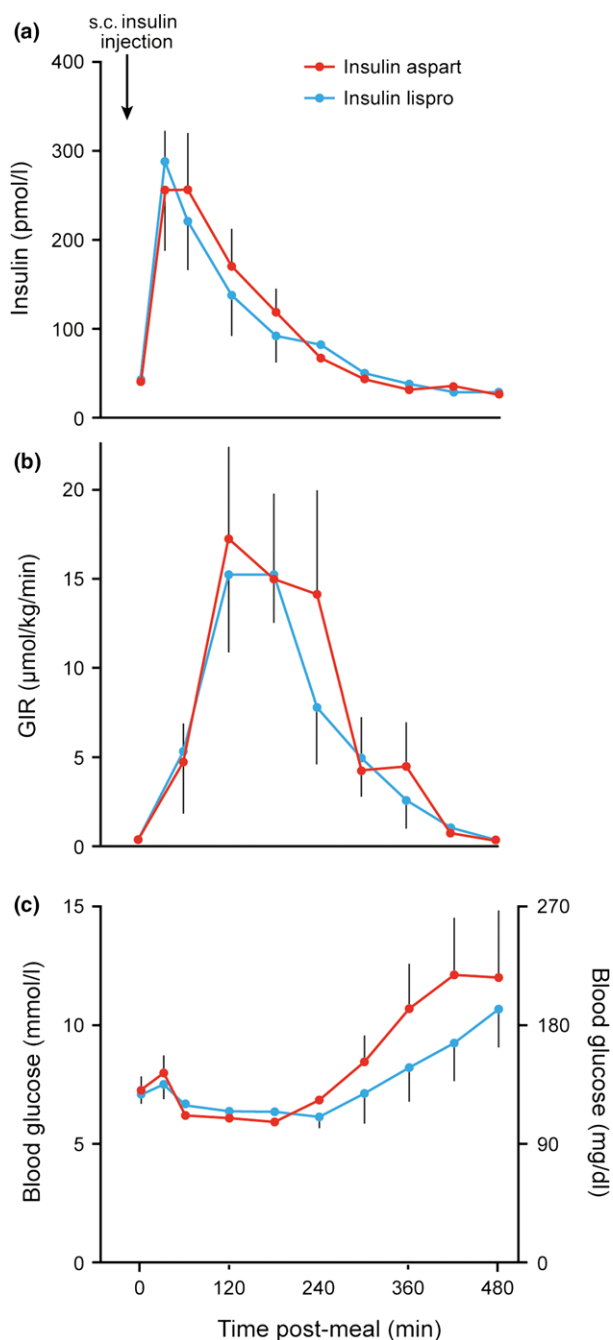 s.c. insulin
injection
(a)
400
300
200
100
0
Insulin (pmol/l)
Insulin aspart
Insulin lispro
(b)
20
15
10
5
0
GIR (μmol/kg/min)
(c)
15
10
5
0
Blood glucose (mmol/l)
270
180
90
0
Blood glucose (mg/dl)
0 120 240 360 480
Time post-meal (min)